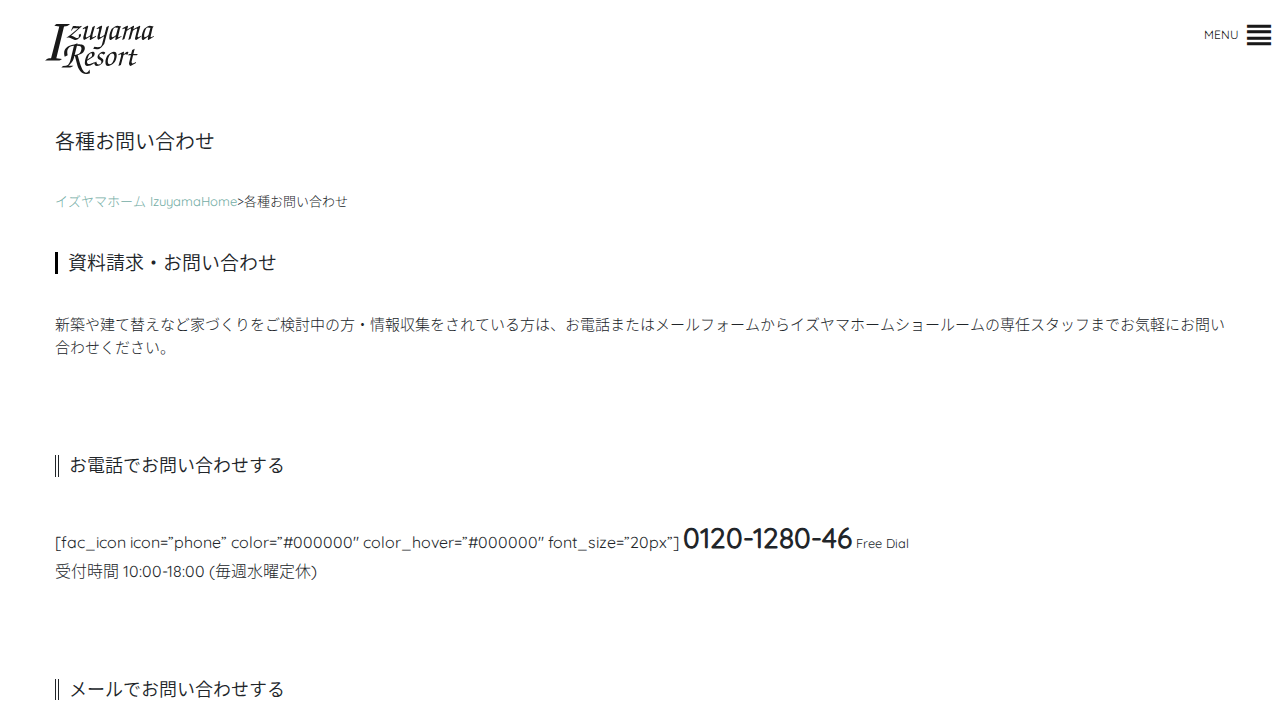 Izuyama
Resort
MENU
各種お問い合わせ
イズヤマホーム IzuyamaHome>各種お問い合わせ
資料請求・お問い合わせ
新築や建て替えなど家づくりをご検討中の方・情報収集をされている方は、お電話またはメールフォームからイズヤマホームショールームの専任スタッフまでお気軽にお問い
合わせください。
お電話でお問い合わせする
[fac_icon icon=”phone” color=”#000000″ color_hover=”#000000″ font_size=”20px”] 0120-1280-46 Free Dial
受付時間 10:00-18:00 (毎週水曜定休)
メールでお問い合わせする